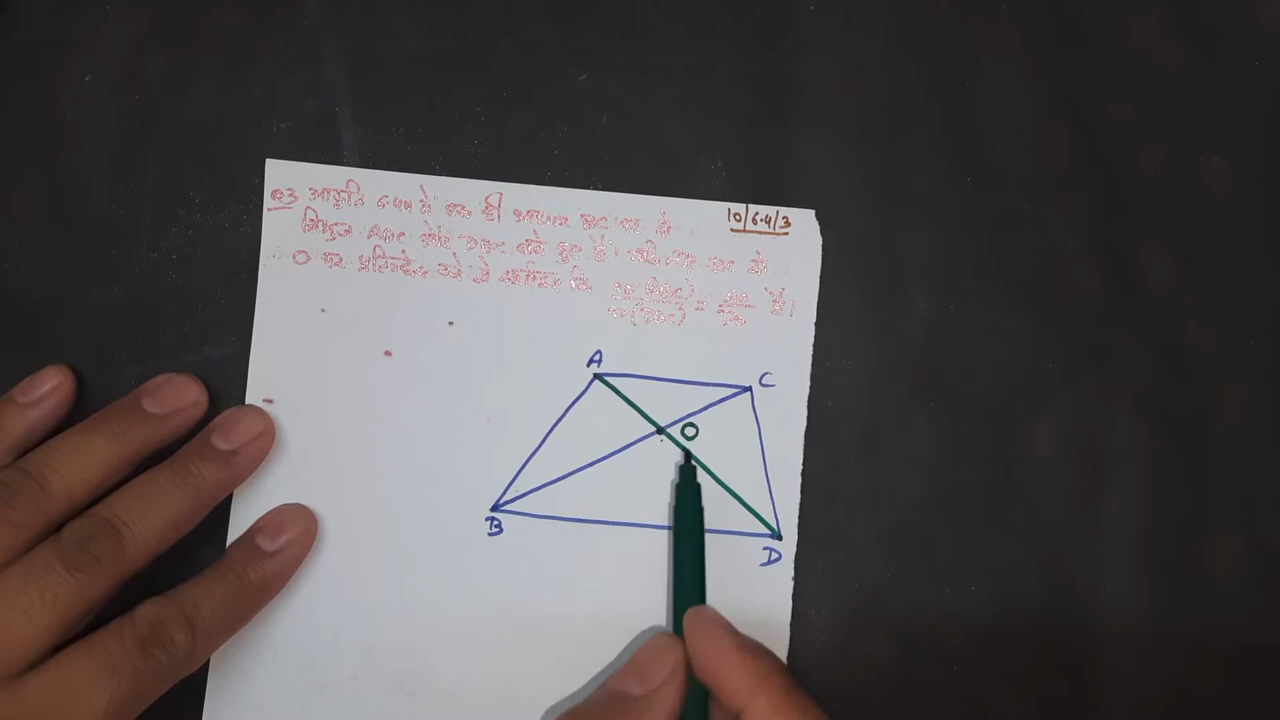 Q3 आकृति 6.44 में एक ही आधार BC पर दो
त्रिभुज ABC और DBC बने हुए हैं। यदि AD, BC को
O पर प्रतिच्छेद करे तो दर्शाइए कि ar(ABC)/ar(DBC) = AO/DO है।
10/6.4/3
A
C
O
B
D